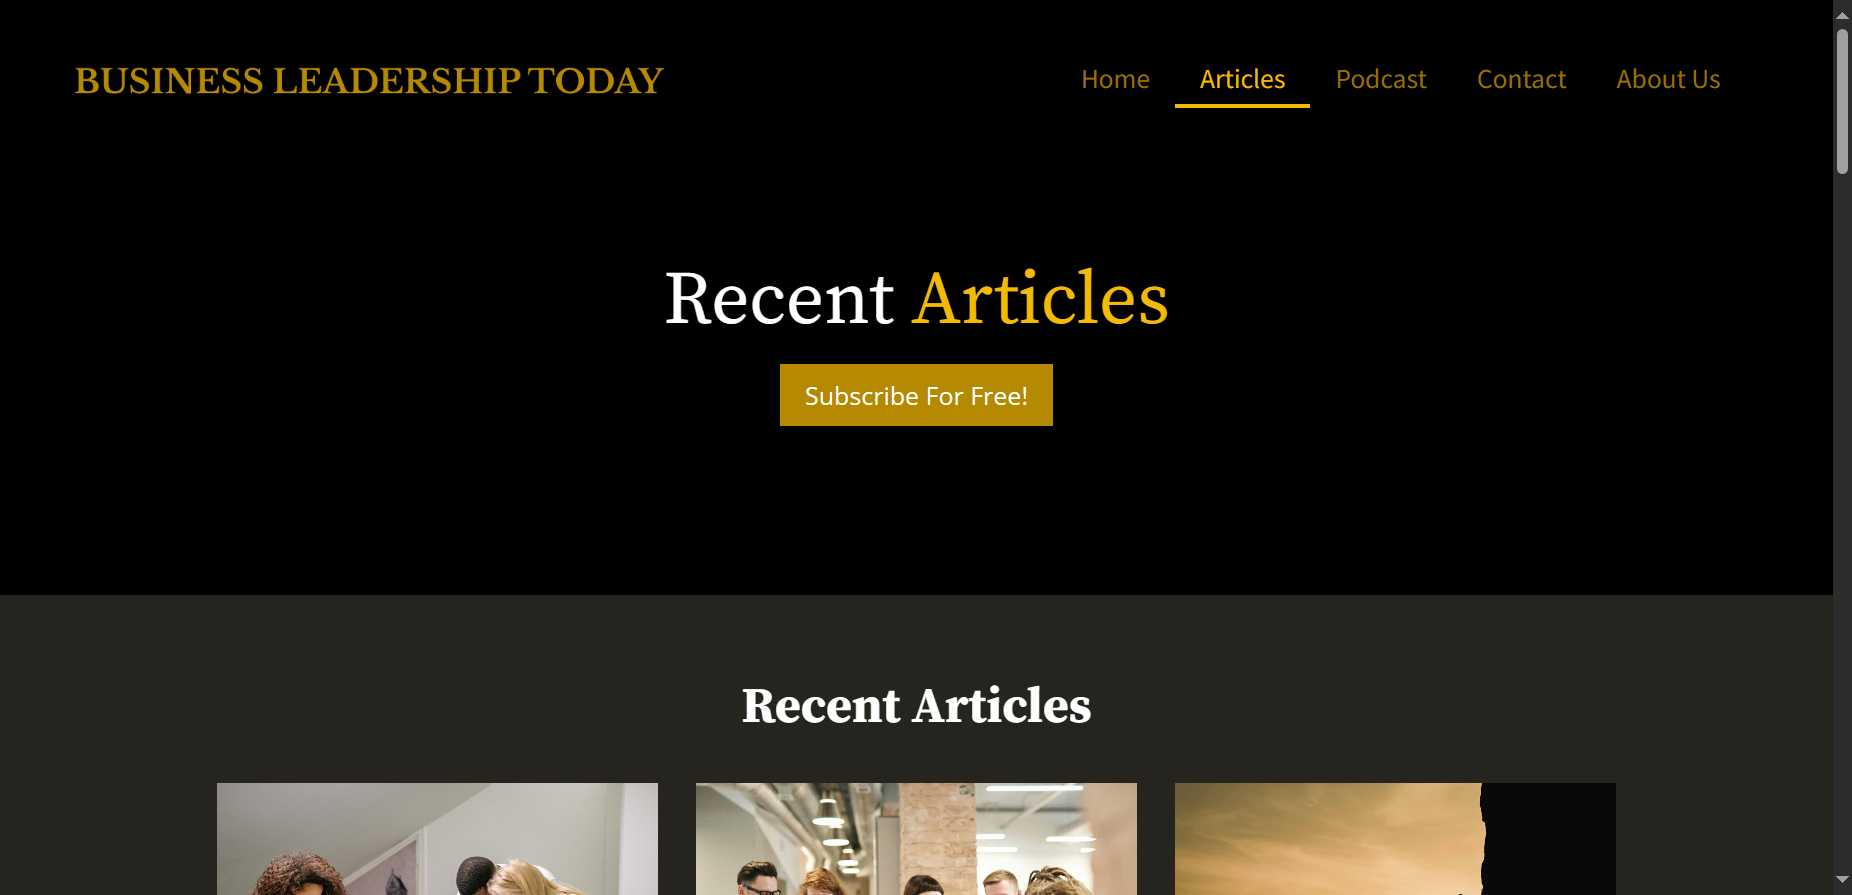 BUSINESS LEADERSHIP TODAY
Home Articles Podcast Contact About Us
Recent Articles
Subscribe For Free!
Recent Articles